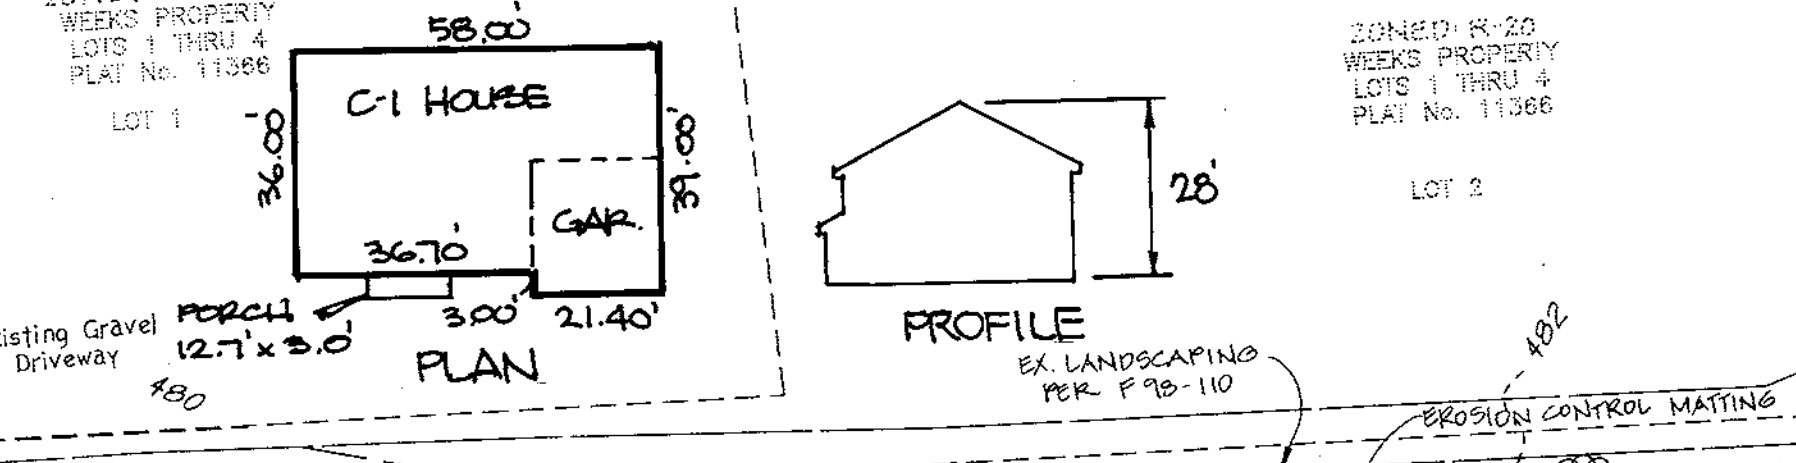 WEEKS PROPERTY
LOTS 1 THRU 4
PLAT No. 11366
LOT 1
58.00'
C-1 HOUSE
36.00'
39.00'
GAR.
36.70'
PORCH
12.7' x 3.0'
3.00'
21.40'
PLAN
Gravel
Driveway
480
28'
PROFILE
ZONED: R-20
WEEKS PROPERTY
LOTS 1 THRU 4
PLAT No. 11366
LOT 2
EX. LANDSCAPING
PER F 98-110
482
EROSION CONTROL MATTING